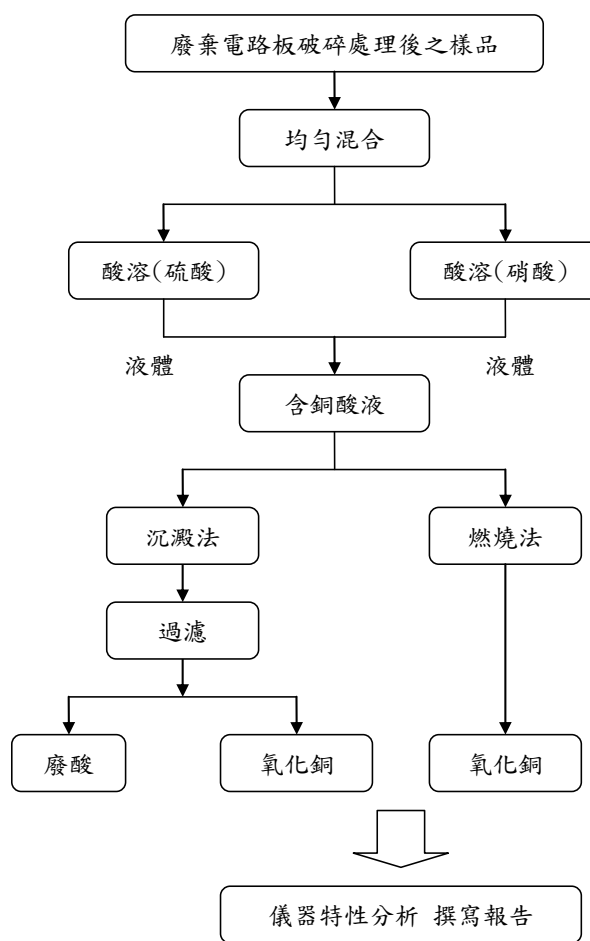 廢棄電路板破碎處理後之樣品
均勻混合
酸溶(硫酸)
酸溶(硝酸)
液體
液體
含銅酸液
沉澱法
燃燒法
過濾
廢酸
氧化銅
氧化銅
儀器特性分析 撰寫報告